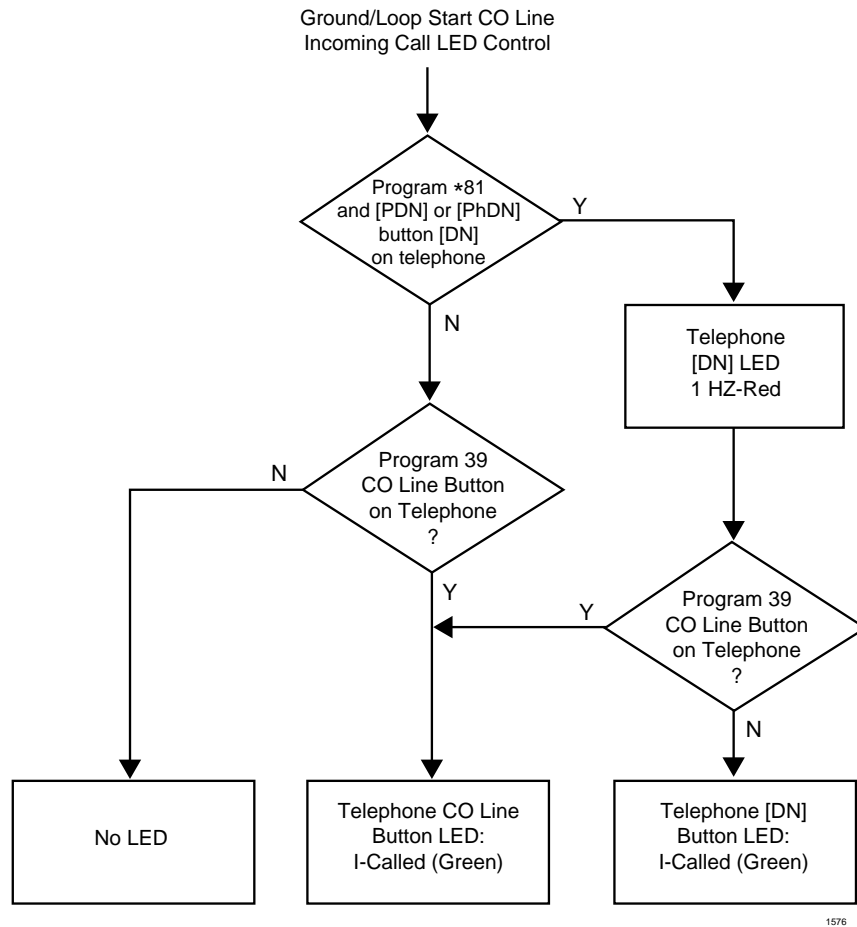 Ground/Loop Start CO Line
Incoming Call LED Control
Program *81
and [PDN] or [PhDN]
button [DN]
on telephone
Y
N
Telephone
[DN] LED
1 HZ-Red
Program 39
CO Line Button
on Telephone
?
N
Y
Program 39
CO Line Button
on Telephone
?
Y
N
No LED
Telephone CO Line
Button LED:
I-Called (Green)
Telephone [DN]
Button LED:
I-Called (Green)
1576